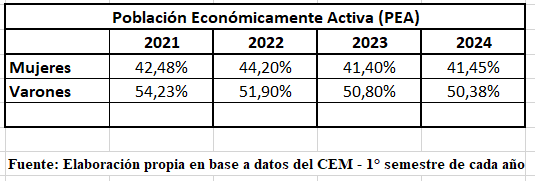 Población Económicamente Activa (PEA)
2021 2022 2023 2024
Mujeres 42,48% 44,20% 41,40% 41,45%
Varones 54,23% 51,90% 50,80% 50,38%
Fuente: Elaboración propia en base a datos del CEM - 1° semestre de cada año